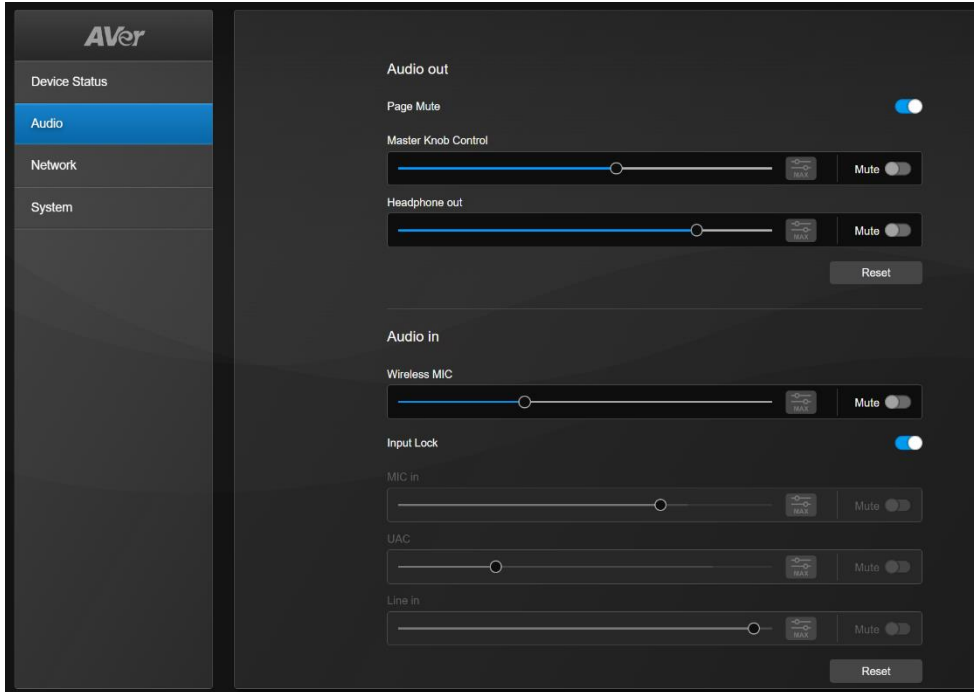 AVer
Device Status
Audio
Network
System
Audio out
Page Mute
Master Knob Control
MAX Mute
Headphone out
MAX Mute
Reset
Audio in
Wireless MIC
MAX Mute
Input Lock
MIC in
MAX Mute
UAC
MAX Mute
Line in
MAX Mute
Reset